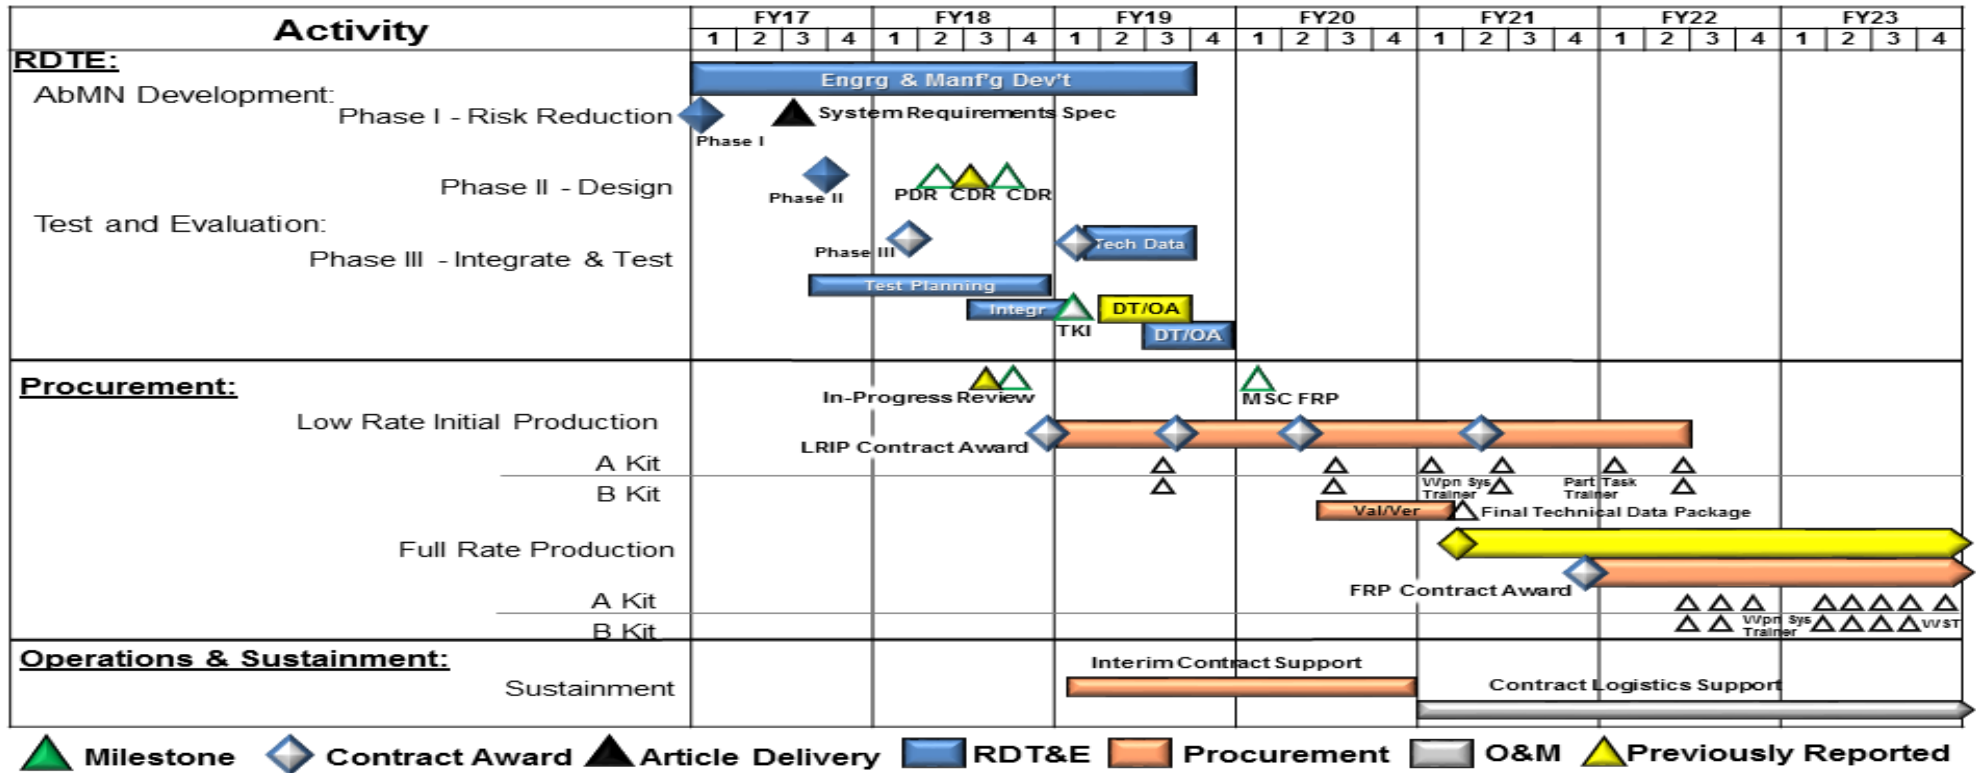 Activity
FY17 FY18 FY19 FY20 FY21 FY22 FY23
1 2 3 4 1 2 3 4 1 2 3 4 1 2 3 4 1 2 3 4 1 2 3 4 1 2 3 4
RDTE:
Engrg & Manf'g Dev't
AbMN Development:
Phase I - Risk Reduction
System Requirements Spec
Phase I
Phase II - Design
Phase II
PDR CDR CDR
Test and Evaluation:
Phase III
Tech Data
Phase III - Integrate & Test
Test Planning
Integr
DT/OA
TKI
DT/OA
Procurement:
In-Progress Review
MSC FRP
Low Rate Initial Production
LRIP Contract Award
A Kit
B Kit
Wpn Sys
Trainer
Part Task
Trainer
Val/Ver
Final Technical Data Package
Full Rate Production
FRP Contract Award
A Kit
B Kit
Wpn Sys
Trainer
WST
Operations & Sustainment:
Interim Contract Support
Sustainment
Contract Logistics Support
Milestone Contract Award Article Delivery RDT&E Procurement O&M Previously Reported